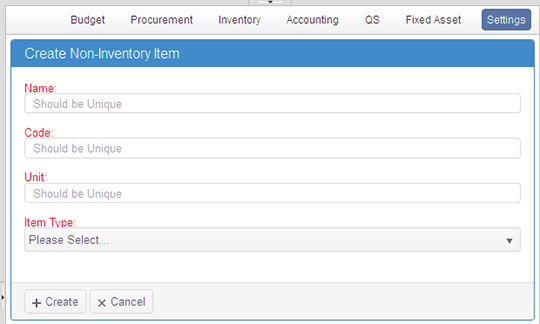 Budget Procurement Inventory Accounting QS Fixed Asset Settings
Create Non-Inventory Item
Name:
Should be Unique
Code:
Should be Unique
Unit:
Should be Unique
Item Type:
Please Select...
Create Cancel